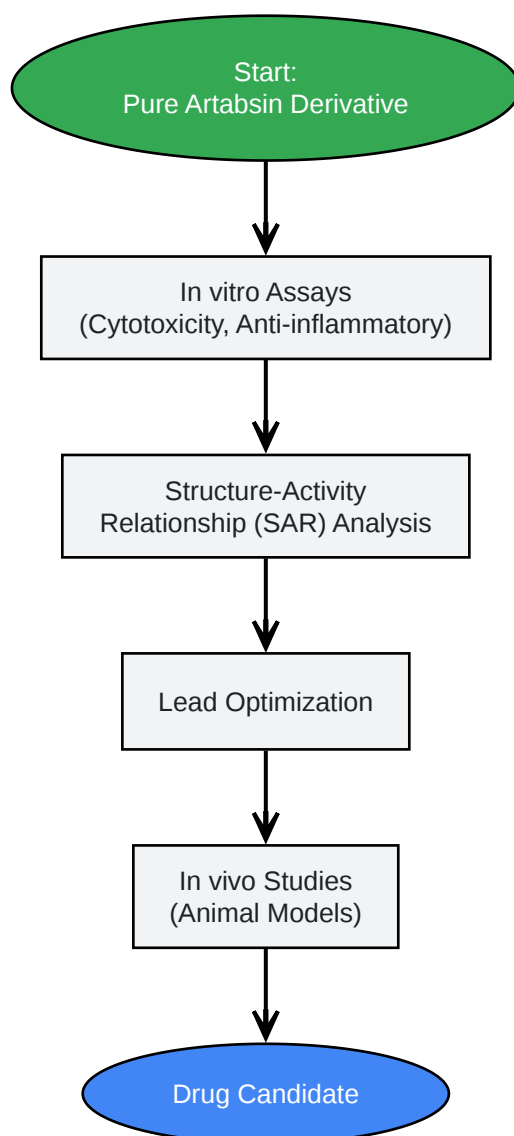 Start:
Pure Artabsin Derivative
In vitro Assays
(Cytotoxicity, Anti-inflammatory)
Structure-Activity
Relationship (SAR) Analysis
Lead Optimization
In vivo Studies
(Animal Models)
Drug Candidate